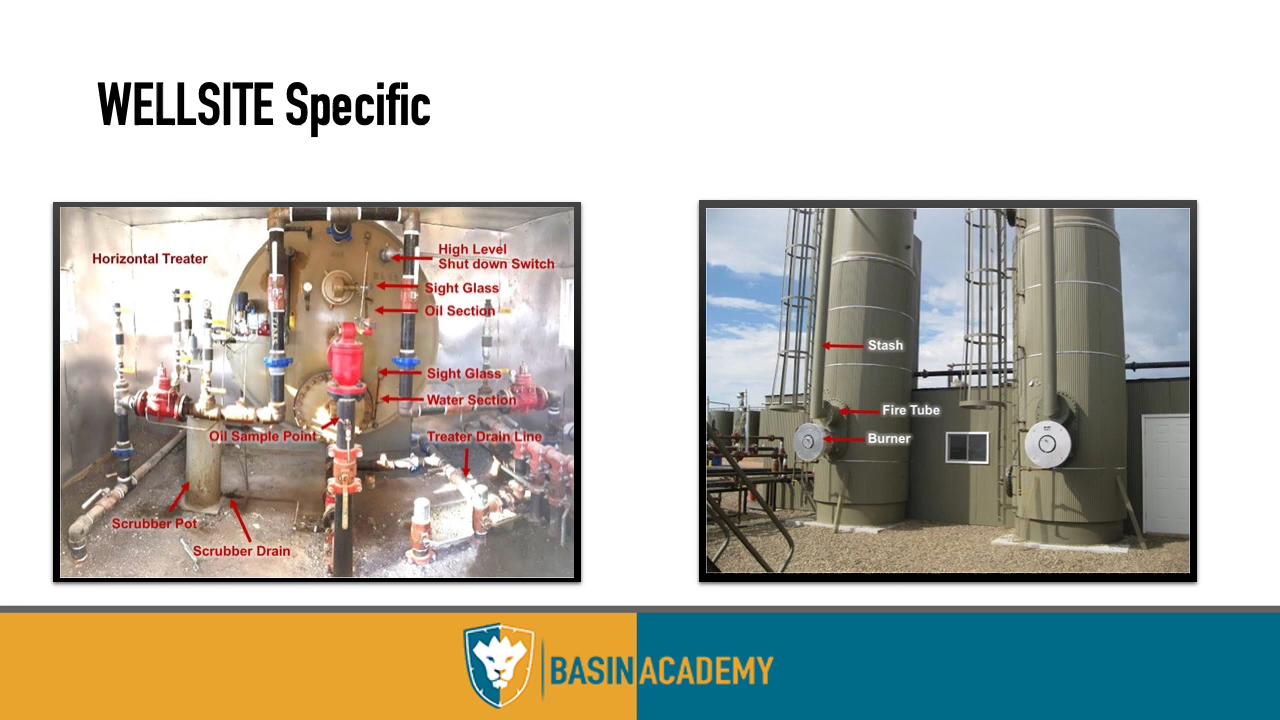 WELLSITE Specific
Horizontal Treater
High Level
Shut down Switch
Sight Glass
Oil Section
Sight Glass
Water Section
Oil Sample Point
Treater Drain Line
Scrubber Pot
Scrubber Drain
Stash
Fire Tube
Burner
BASIN ACADEMY